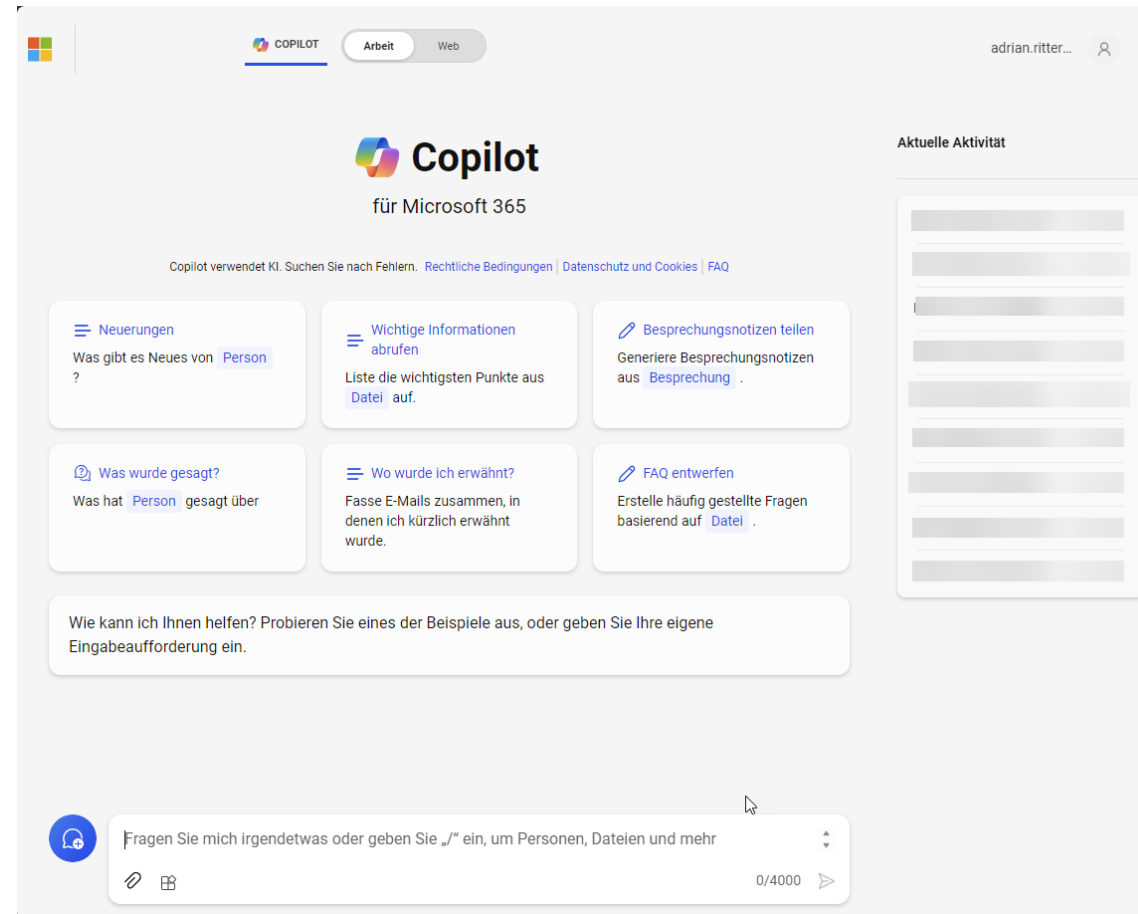 COPILOT
Arbeit
Web
adrian.ritter...
Copilot
für Microsoft 365
Copilot verwendet KI. Suchen Sie nach Fehlern. Rechtliche Bedingungen | Datenschutz und Cookies | FAQ
Neuerungen
Was gibt es Neues von Person
?
Wichtige Informationen
abrufen
Liste die wichtigsten Punkte aus
Datei auf.
Besprechungsnotizen teilen
Generiere Besprechungsnotizen
aus Besprechung .
Was wurde gesagt?
Was hat Person gesagt über
Wo wurde ich erwähnt?
Fasse E-Mails zusammen, in
denen ich kürzlich erwähnt
wurde.
FAQ entwerfen
Erstelle häufig gestellte Fragen
basierend auf Datei .
Wie kann ich Ihnen helfen? Probieren Sie eines der Beispiele aus, oder geben Sie Ihre eigene
Eingabeaufforderung ein.
Fragen Sie mich irgendetwas oder geben Sie „/“ ein, um Personen, Dateien und mehr
0/4000
Aktuelle Aktivität